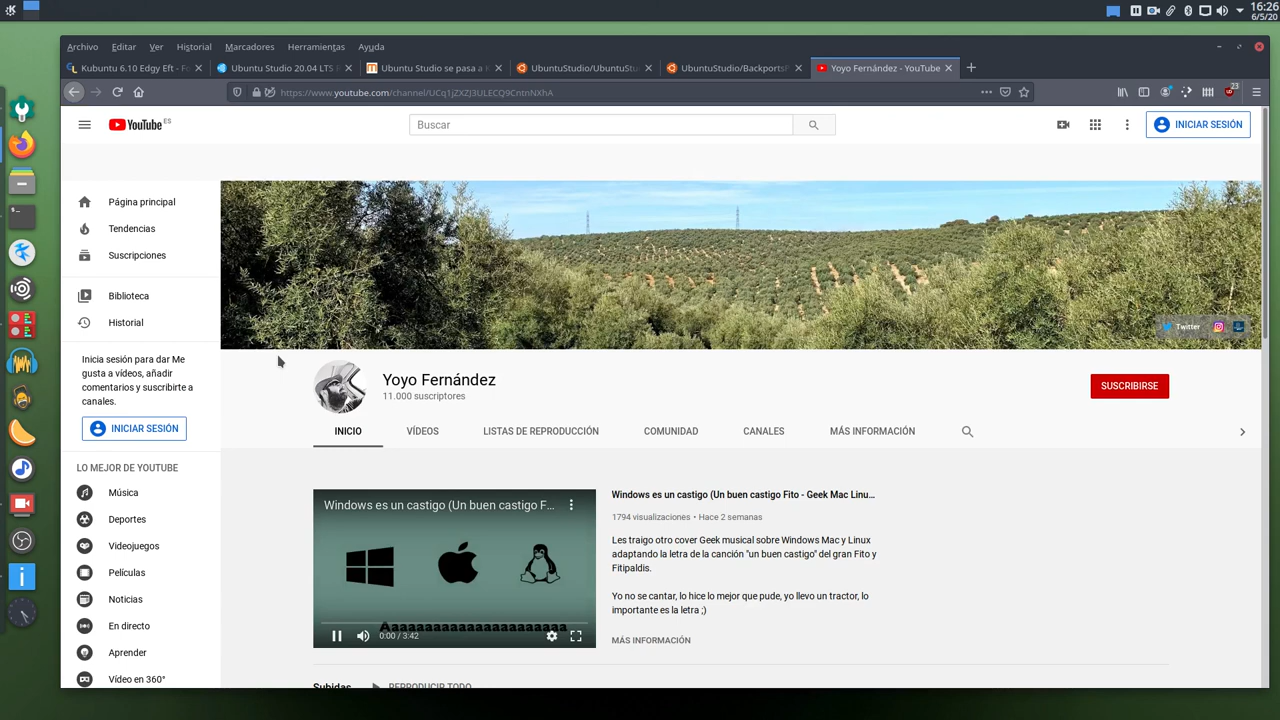 16:26
6/5/20
Archivo Editar Ver Historial Marcadores Herramientas Ayuda
Kubuntu 6.10 Edgy Eft - Fo
Ubuntu Studio 20.04 LTS
Ubuntu Studio se pasa a
UbuntuStudio/UbuntuStu
UbuntuStudio/BackportsP
Yoyo Fernández - YouTube
https://www.youtube.com/channel/UCq1jZXZJ3ULECQ9CntnNXhA
23
YouTube ES
Buscar
INICIAR SESIÓN
Página principal
Tendencias
Suscripciones
Biblioteca
Historial
Inicia sesión para dar Me
gusta a vídeos, añadir
comentarios y suscribirte a
canales.
INICIAR SESIÓN
LO MEJOR DE YOUTUBE
Música
Deportes
Videojuegos
Películas
Noticias
En directo
Aprender
Vídeo en 360°
Twitter
Yoyo Fernández
11.000 suscriptores
SUSCRIBIRSE
INICIO VÍDEOS LISTAS DE REPRODUCCIÓN COMUNIDAD CANALES MÁS INFORMACIÓN
Windows es un castigo (Un buen castigo F...
Aaaaaaaaaaaaaaaaaaaa
0:00 / 3:42
Windows es un castigo (Un buen castigo Fito - Geek Mac Linu...
1794 visualizaciones • Hace 2 semanas
Les traigo otro cover Geek musical sobre Windows Mac y Linux
adaptando la letra de la canción "un buen castigo" del gran Fito y
Fitipaldis.
Yo no se cantar, lo hice lo mejor que pude, yo llevo un tractor, lo
importante es la letra ;)
MÁS INFORMACIÓN
Subidas REPRODUCIR TODO